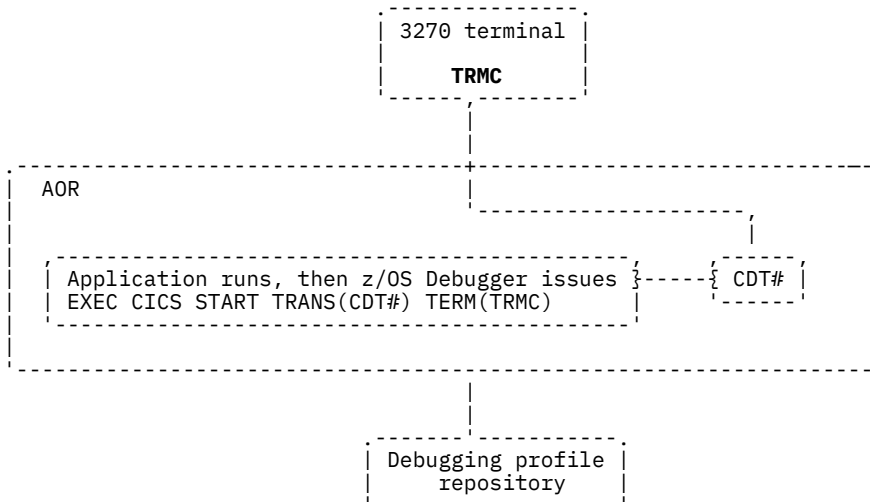 3270 terminal
TRMC
AOR
Application runs, then z/OS Debugger issues
EXEC CICS START TRANS(CDT#) TERM(TRMC)
CDT#
Debugging profile
repository